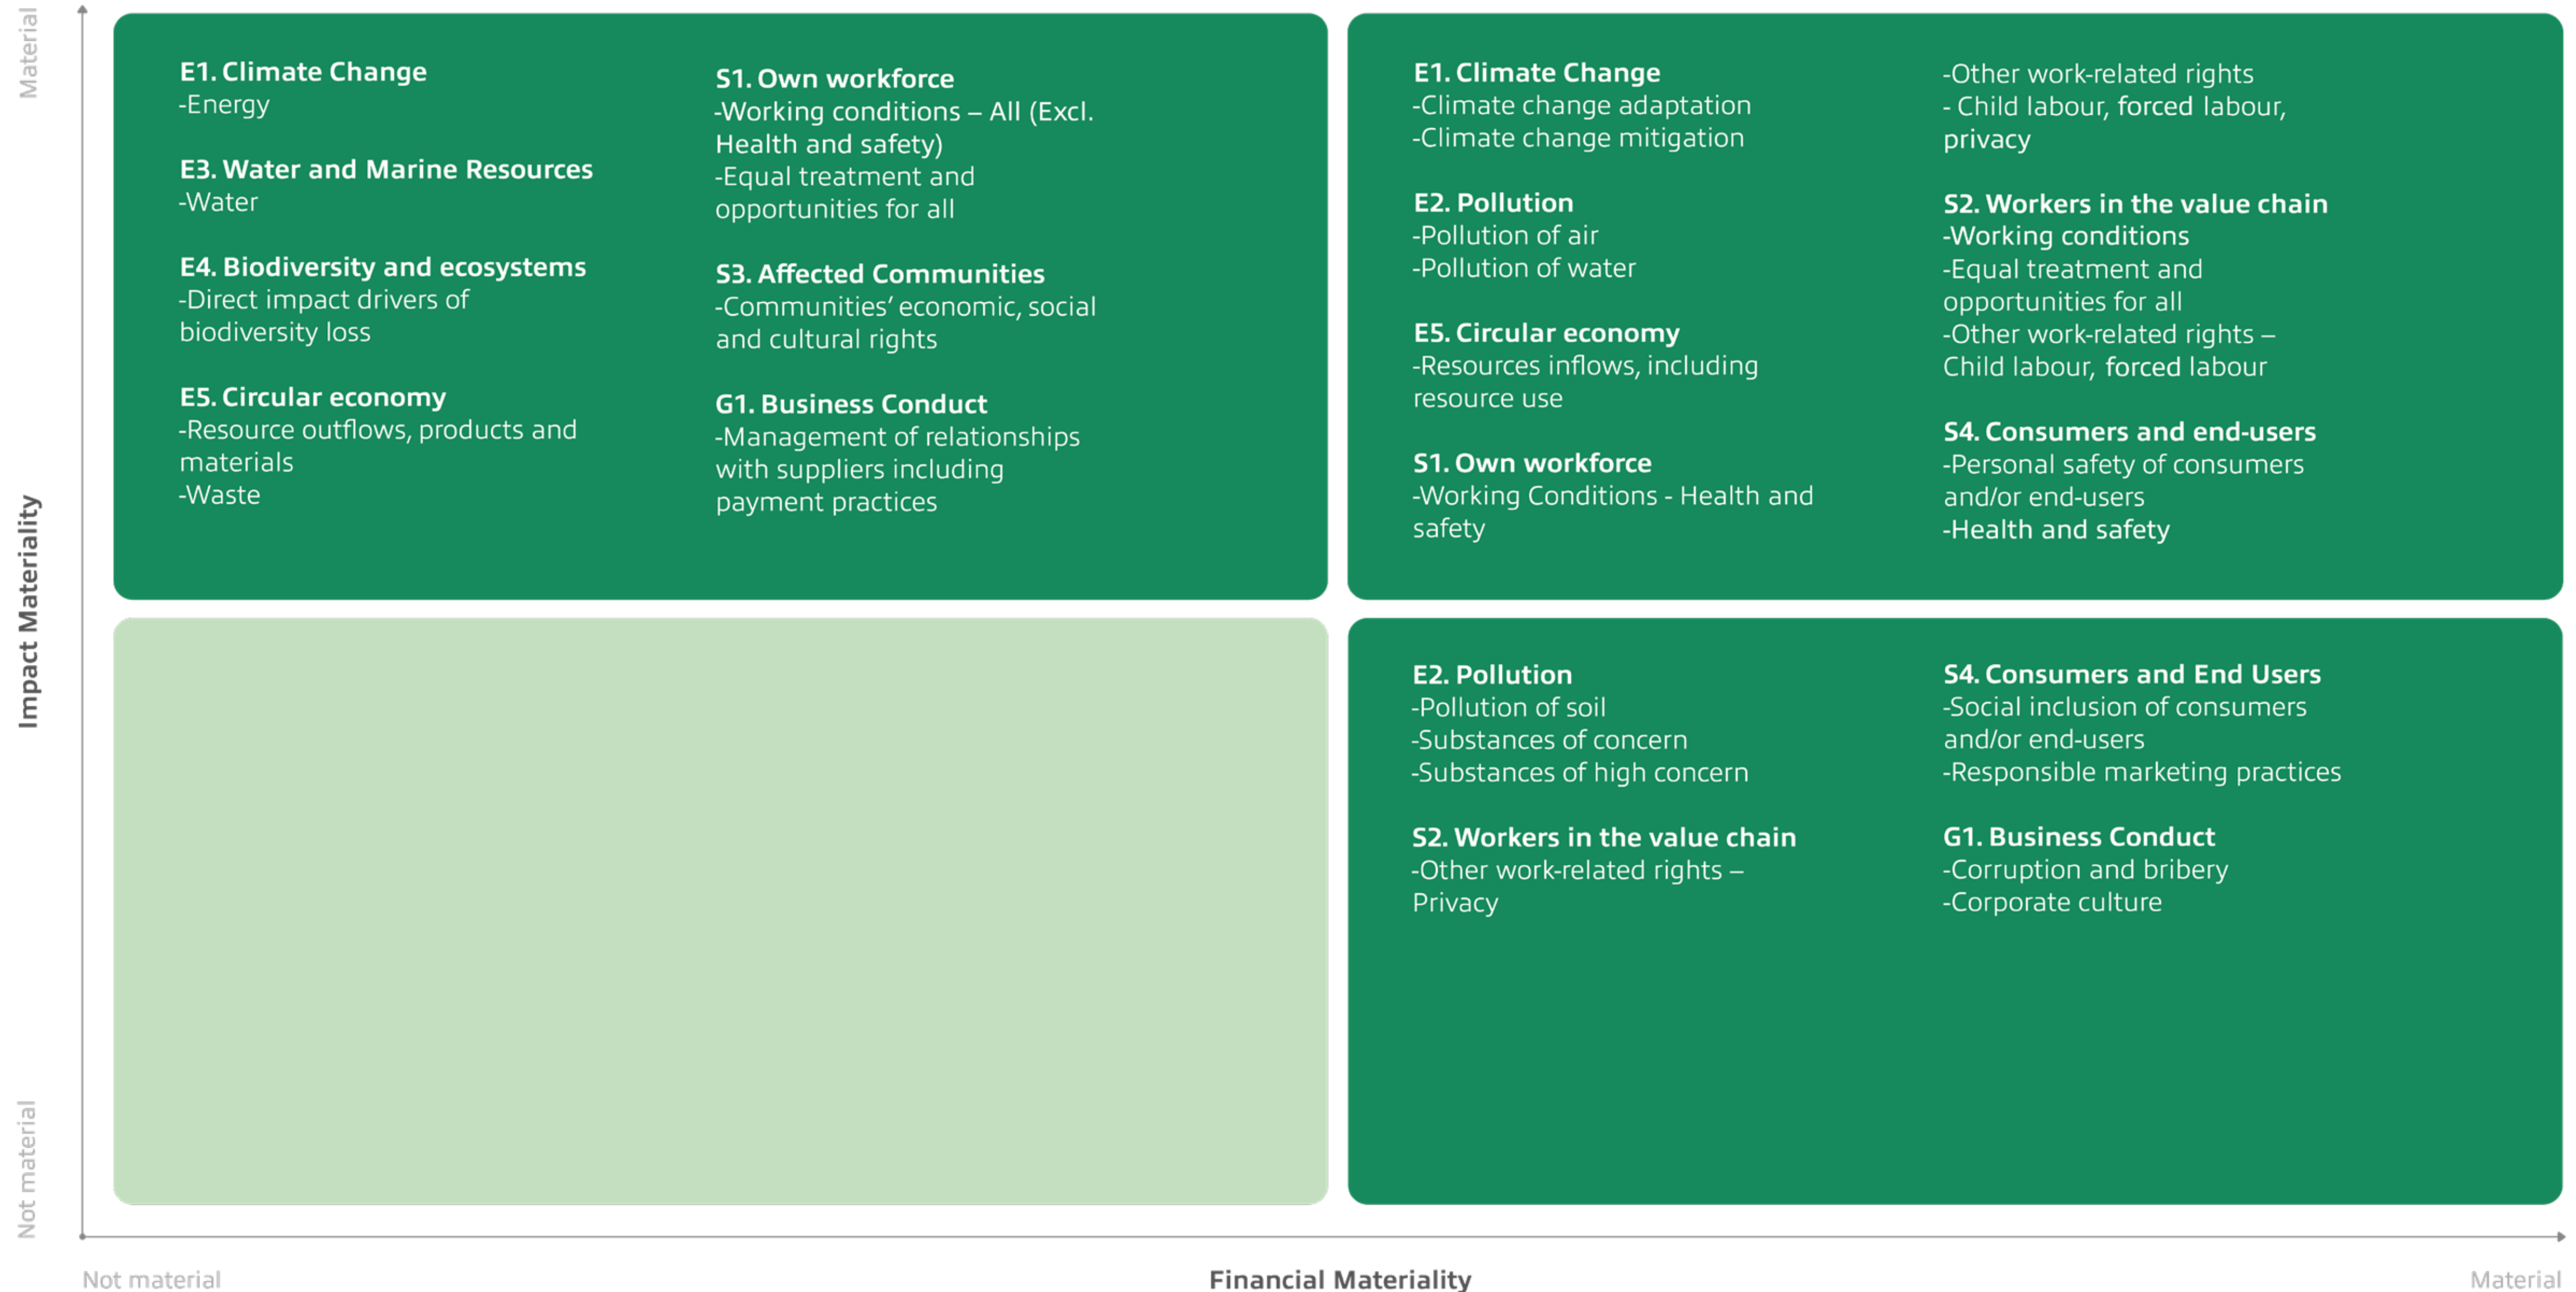 Material
Impact Materiality
Not material
E1. Climate Change
-Energy
E3. Water and Marine Resources
-Water
E4. Biodiversity and ecosystems
-Direct impact drivers of
biodiversity loss
E5. Circular economy
-Resource outflows, products and
materials
-Waste
S1. Own workforce
-Working conditions – All (Excl.
Health and safety)
-Equal treatment and
opportunities for all
S3. Affected Communities
-Communities’ economic, social
and cultural rights
G1. Business Conduct
-Management of relationships
with suppliers including
payment practices
E1. Climate Change
-Climate change adaptation
-Climate change mitigation
E2. Pollution
-Pollution of air
-Pollution of water
E5. Circular economy
-Resources inflows, including
resource use
S1. Own workforce
-Working Conditions - Health and
safety
-Other work-related rights
- Child labour, forced labour,
privacy
S2. Workers in the value chain
-Working conditions
-Equal treatment and
opportunities for all
-Other work-related rights –
Child labour, forced labour
S4. Consumers and end-users
-Personal safety of consumers
and/or end-users
-Health and safety
E2. Pollution
-Pollution of soil
-Substances of concern
-Substances of high concern
S2. Workers in the value chain
-Other work-related rights –
Privacy
S4. Consumers and End Users
-Social inclusion of consumers
and/or end-users
-Responsible marketing practices
G1. Business Conduct
-Corruption and bribery
-Corporate culture
Not material
Financial Materiality
Material